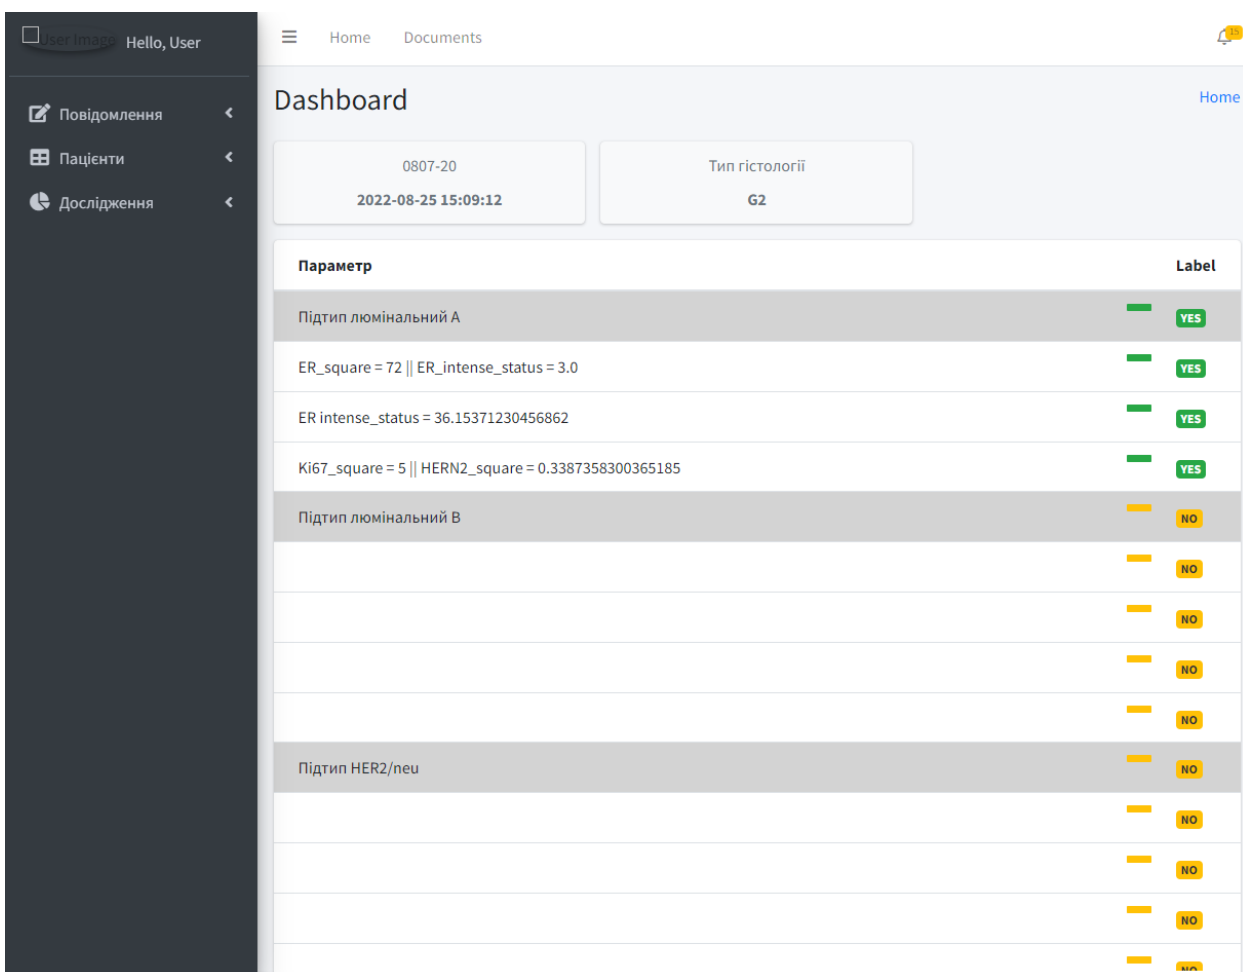 User Image Hello, User
Повідомлення
Пацієнти
Дослідження
Home Documents
15
Dashboard
Home
0807-20
2022-08-25 15:09:12
Тип гістології
G2
Параметр Label
Підтип люмінальний А YES
ER_square = 72 || ER_intense_status = 3.0 YES
ER intense_status = 36.15371230456862 YES
Ki67_square = 5 || HERN2_square = 0.3387358300365185 YES
Підтип люмінальний В NO
NO
NO
NO
NO
Підтип HER2/neu NO
NO
NO
NO
NO